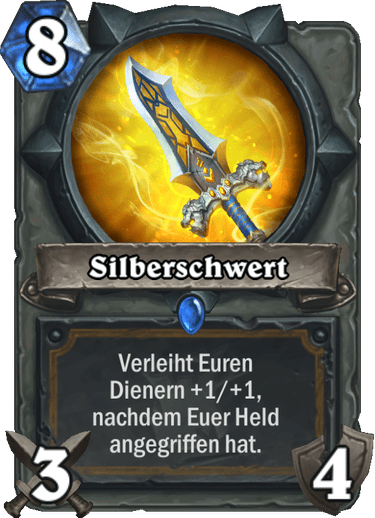 8
Silberschwert
Verleiht Euren
Dienern +1/+1,
nachdem Euer Held
angegriffen hat.
3
4